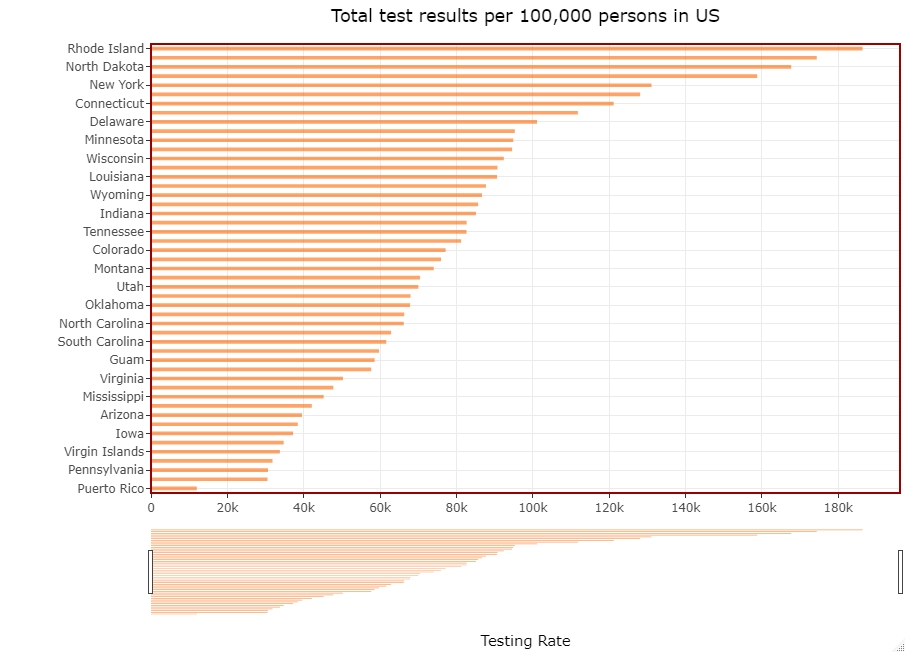 Total test results per 100,000 persons in US
Rhode Island
North Dakota
New York
Connecticut
Delaware
Minnesota
Wisconsin
Louisiana
Wyoming
Indiana
Tennessee
Colorado
Montana
Utah
Oklahoma
North Carolina
South Carolina
Guam
Virginia
Mississippi
Arizona
Iowa
Virgin Islands
Pennsylvania
Puerto Rico
0 20k 40k 60k 80k 100k 120k 140k 160k 180k
Testing Rate